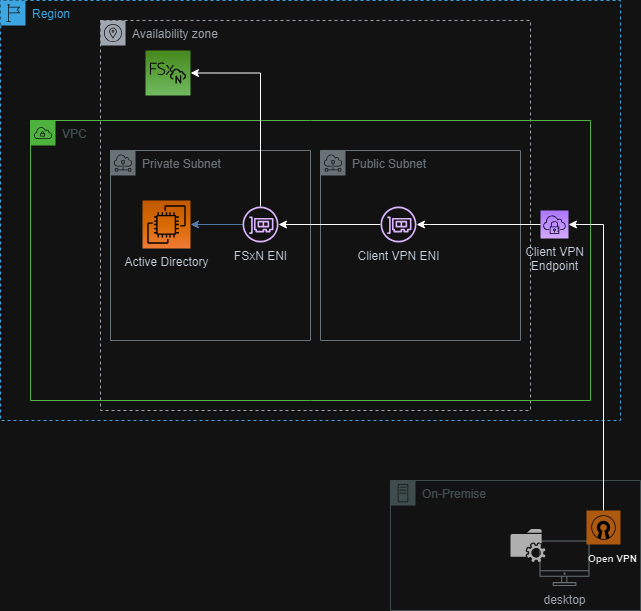 Region
Availability zone
FSx
N
VPC
Private Subnet
Public Subnet
Active Directory
FSxN ENI
Client VPN ENI
Client VPN
Endpoint
On-Premise
Open VPN
desktop